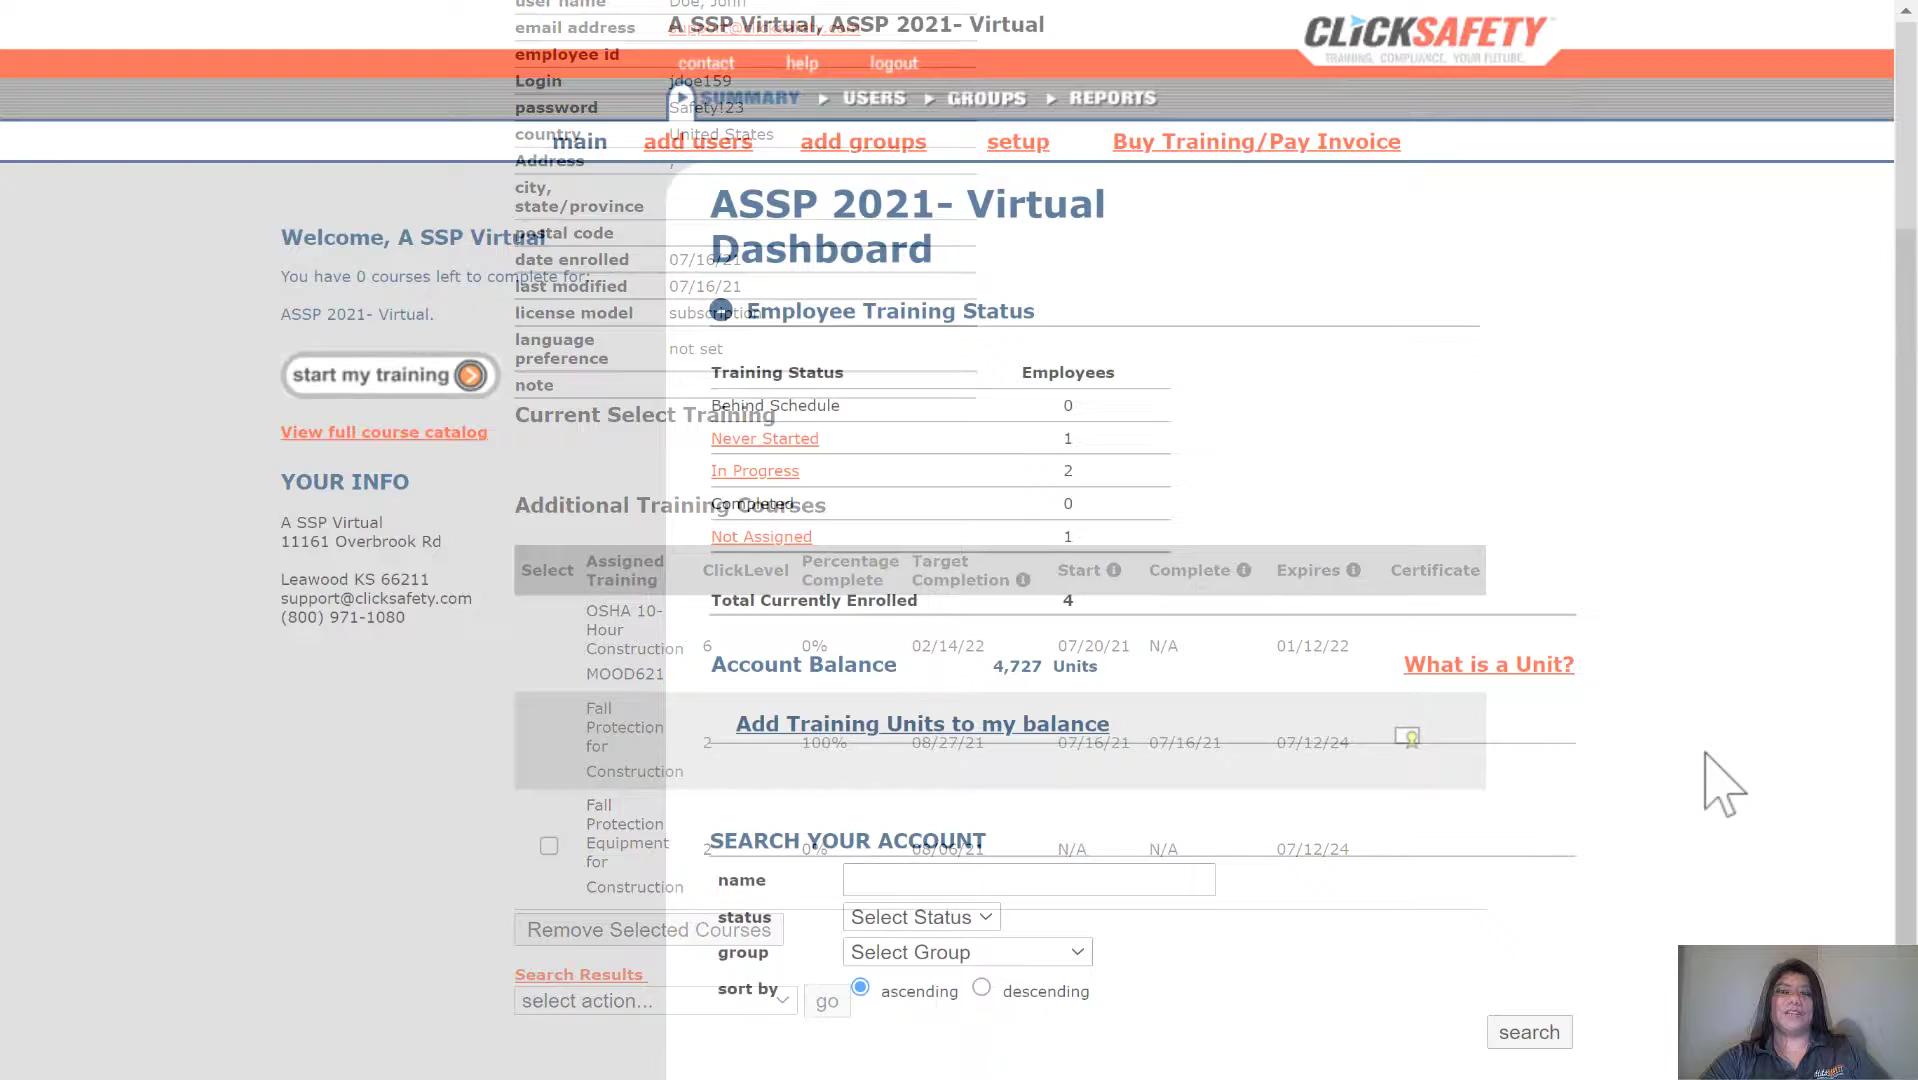 user name Doe, John
A SSP Virtual, ASSP 2021- Virtual
email address support@clicksafety.com
CLICKSAFETY
TRAINING. COMPLIANCE. YOUR FUTURE.
employee id
contact help logout
Login jdoe159
SUMMARY USERS GROUPS REPORTS
password Safety!23
country United States
main add users add groups setup Buy Training/Pay Invoice
Address ,
city,
state/province
postal code
ASSP 2021- Virtual
Dashboard
Welcome, A SSP Virtual
date enrolled 07/16/21
You have 0 courses left to complete for:
last modified 07/16/21
ASSP 2021- Virtual.
license model subscription
Employee Training Status
language
preference not set
start my training
note
Training Status Employees
Behind Schedule 0
Current Select Training
View full course catalog
Never Started 1
In Progress 2
YOUR INFO
Completed 0
Additional Training Courses
A SSP Virtual
11161 Overbrook Rd
Not Assigned 1
Select Assigned Training ClickLevel Percentage Complete Target Completion Start Complete Expires Certificate
Leawood KS 66211
support@clicksafety.com
(800) 971-1080
Total Currently Enrolled 4
OSHA 10-
Hour
Construction 6 0% 02/14/22 07/20/21 N/A 01/12/22
MOOD621
Account Balance 4,727 Units What is a Unit?
Fall
Protection
for
Construction 2 100% 08/27/21 07/16/21 07/16/21 07/12/24
Add Training Units to my balance
Fall
Protection
Equipment
for
Construction 2 0% 08/06/21 N/A N/A 07/12/24
SEARCH YOUR ACCOUNT
name
status Select Status
Remove Selected Courses
group Select Group
Search Results
sort by ascending descending
select action... go
search